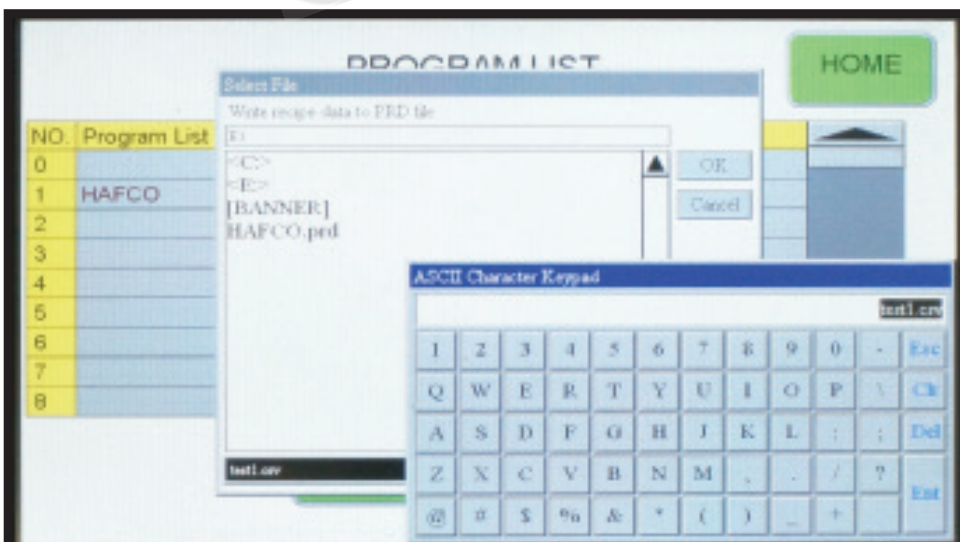 PROGRAM LIST
HOME
Select File
Write recipe data to PRD file
E:\
<C:>
<E:>
[BANNER]
HAFCO.prd
OK
Cancel
NO. Program List
0
1 HAFCO
2
3
4
5
6
7
8
test1.csv
ASCII Character Keypad
test1.csv
1 2 3 4 5 6 7 8 9 0 - Esc
Q W E R T Y U I O P \ Clr
A S D F G H J K L : ; Del
Z X C V B N M , . / ? Ent
@ # $ % & * ( ) _ +